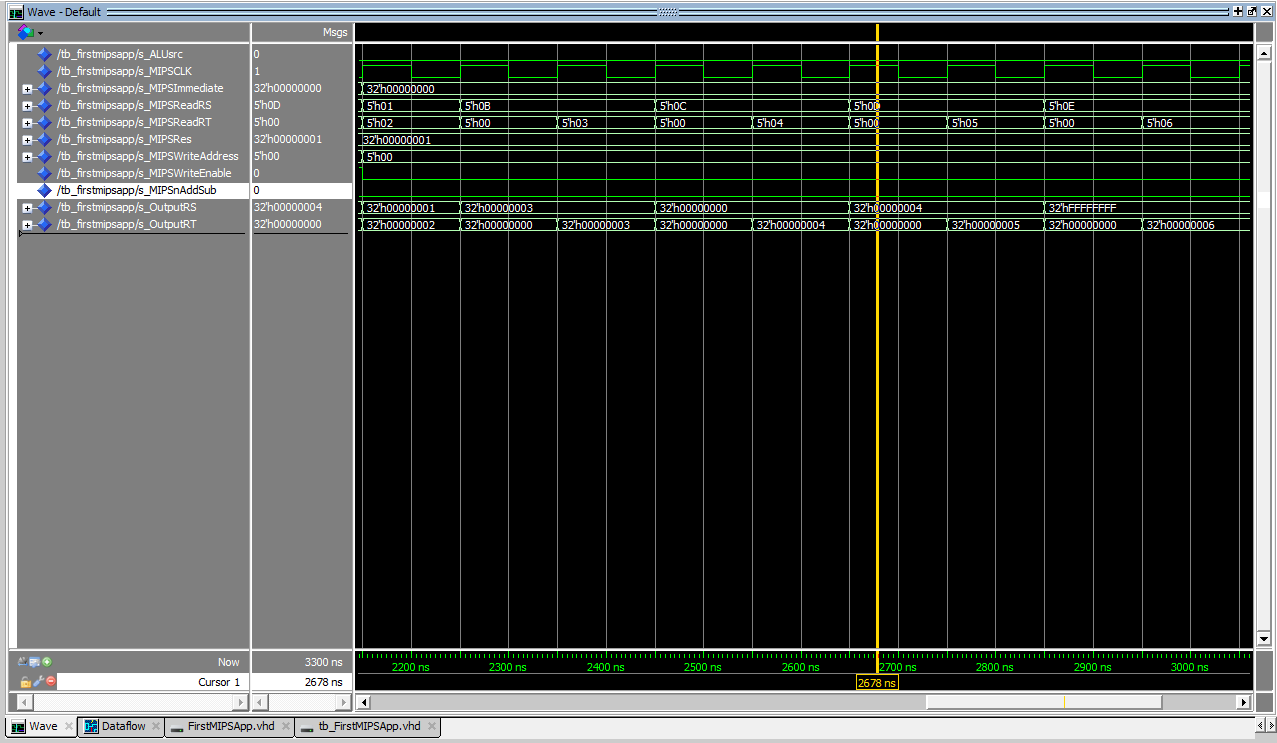 Wave - Default
Msgs
/tb_firstmipsapp/s_ALUsrc 0
/tb_firstmipsapp/s_MIPSCLK 1
/tb_firstmipsapp/s_MIPSImmediate 32'h00000000 32'h00000000
/tb_firstmipsapp/s_MIPSReadRS 5'h0D 5'h01 5'h0B 5'h0C 5'h0D 5'h0E
/tb_firstmipsapp/s_MIPSReadRT 5'h00 5'h02 5'h00 5'h03 5'h00 5'h04 5'h00 5'h05 5'h00 5'h06
/tb_firstmipsapp/s_MIPSRes 32'h00000001 32'h00000001
/tb_firstmipsapp/s_MIPSWriteAddress 5'h00 5'h00
/tb_firstmipsapp/s_MIPSWriteEnable 0
/tb_firstmipsapp/s_MIPSnAddSub 0
/tb_firstmipsapp/s_OutputRS 32'h00000004 32'h00000001 32'h00000003 32'h00000000 32'h00000004 32'hFFFFFFFF
/tb_firstmipsapp/s_OutputRT 32'h00000000 32'h00000002 32'h00000000 32'h00000003 32'h00000000 32'h00000004 32'h00000000 32'h00000005 32'h00000000 32'h00000006
Now 3300 ns 2200 ns 2300 ns 2400 ns 2500 ns 2600 ns 2700 ns 2800 ns 2900 ns 3000 ns
Cursor 1 2678 ns 2678 ns
Wave Dataflow FirstMIPSApp.vhd tb_FirstMIPSApp.vhd